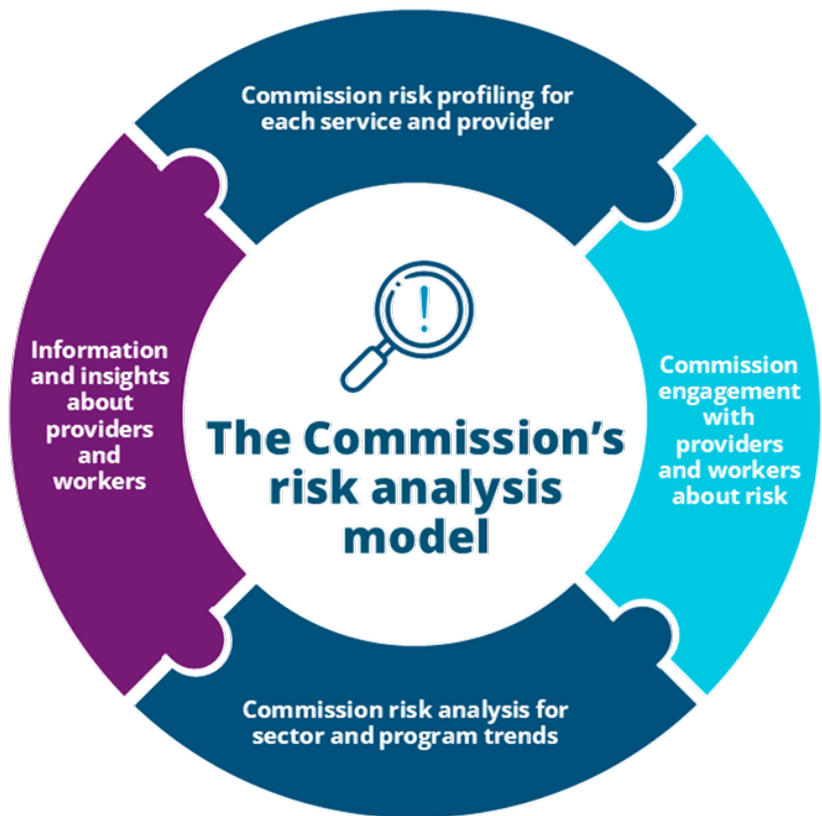 Commission risk profiling for
each service and provider
Information
and insights
about
providers
and
workers
The Commission’s
risk analysis
model
Commission
engagement
with
providers
and workers
about risk
Commission risk analysis for
sector and program trends